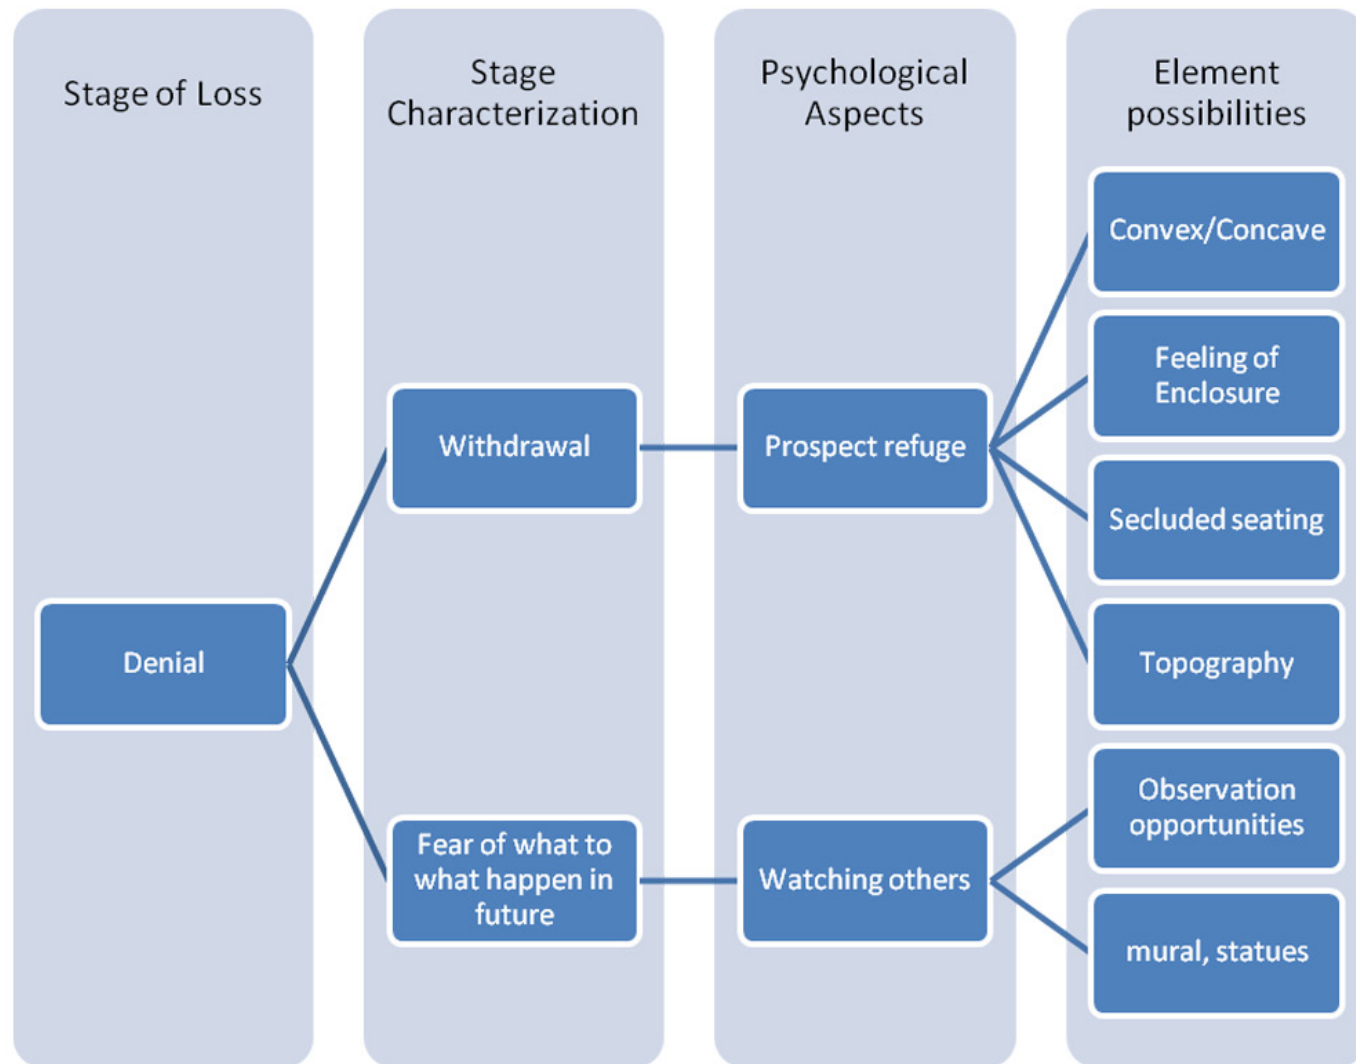 Stage of Loss
Stage
Characterization
Psychological
Aspects
Element
possibilities
Denial
Withdrawal
Fear of what to
what happen in
future
Prospect refuge
Watching others
Convex/Concave
Feeling of
Enclosure
Secluded seating
Topography
Observation
opportunities
mural, statues